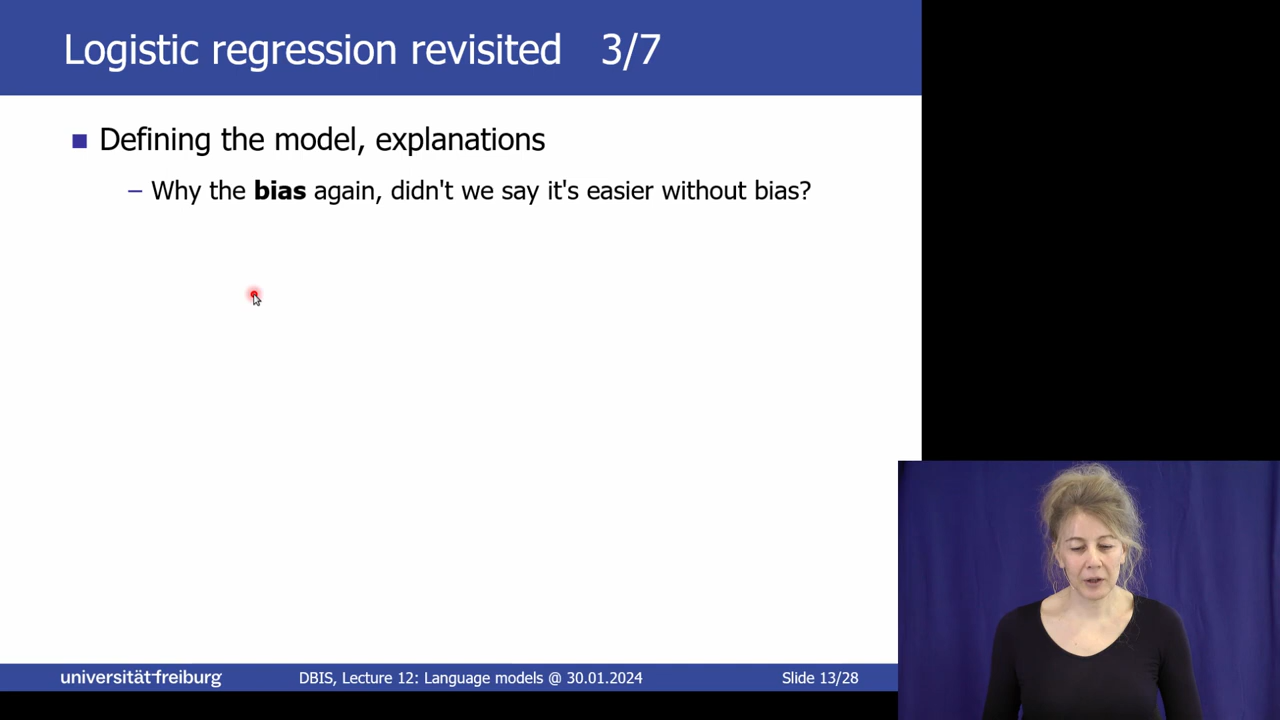 Logistic regression revisited 3/7
Defining the model, explanations
– Why the bias again, didn't we say it's easier without bias?
universität freiburg
DBIS, Lecture 12: Language models @ 30.01.2024
Slide 13/28